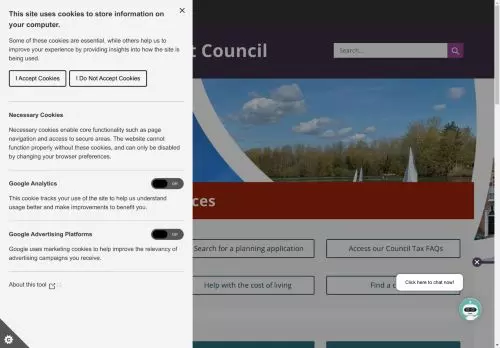 This site uses cookies to store information on
your computer.
Some of these cookies are essential, while others help us to
improve your experience by providing insights into how the site is
being used.
I Accept Cookies
I Do Not Accept Cookies
Necessary Cookies
Necessary cookies enable core functionality such as page
navigation and access to secure areas. The website cannot
function properly without these cookies, and can only be disabled
by changing your browser preferences.
Google Analytics
Off
This cookie tracks your use of the site to help us understand
usage better and make improvements to benefit you.
Google Advertising Platforms
Off
Google uses marketing cookies to help improve the relevancy of
advertising campaigns you receive.
About this tool
Council
Search...
Search for a planning application
Access our Council Tax FAQs
Help with the cost of living
Find a
Click here to chat now!